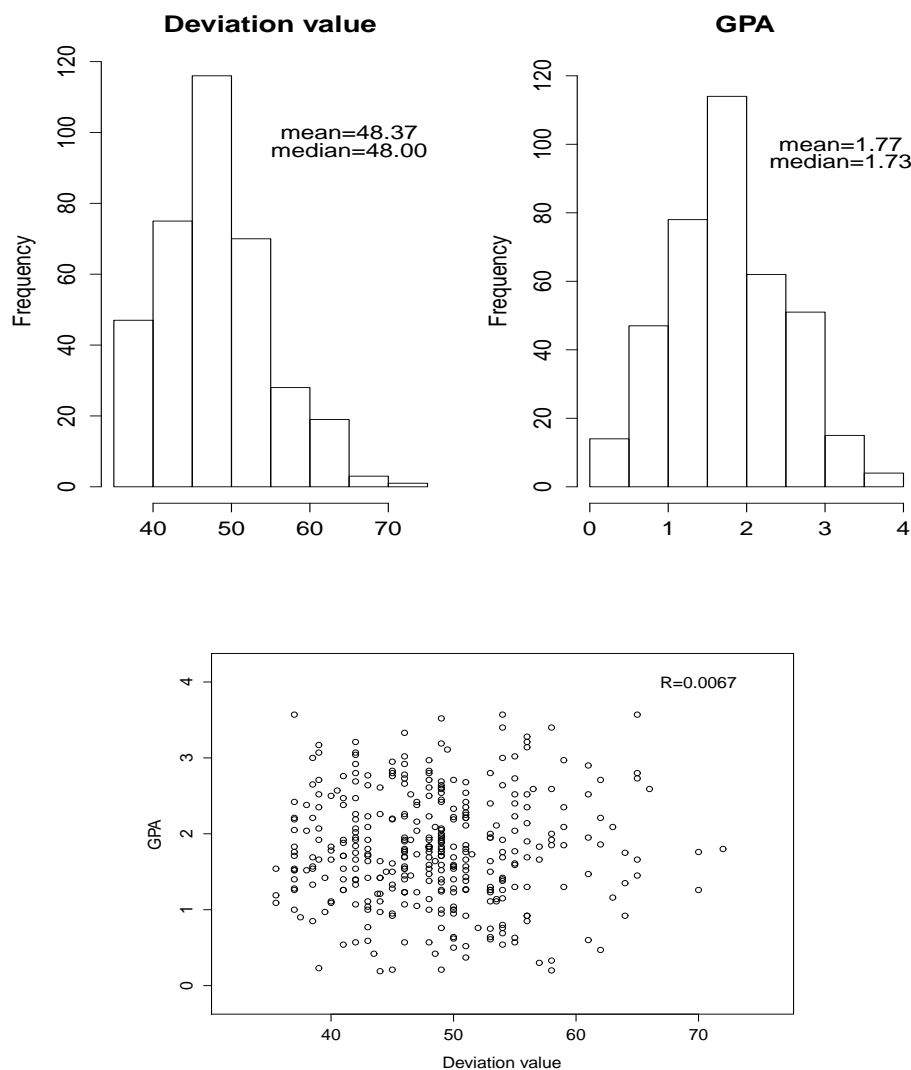 Deviation value
Frequency
0 20 40 60 80 100 120
mean=48.37
median=48.00
40 50 60 70
GPA
Frequency
0 20 40 60 80 100 120
mean=1.77
median=1.73
0 1 2 3 4
GPA
0 1 2 3 4
R=0.0067
40 50 60 70
Deviation value